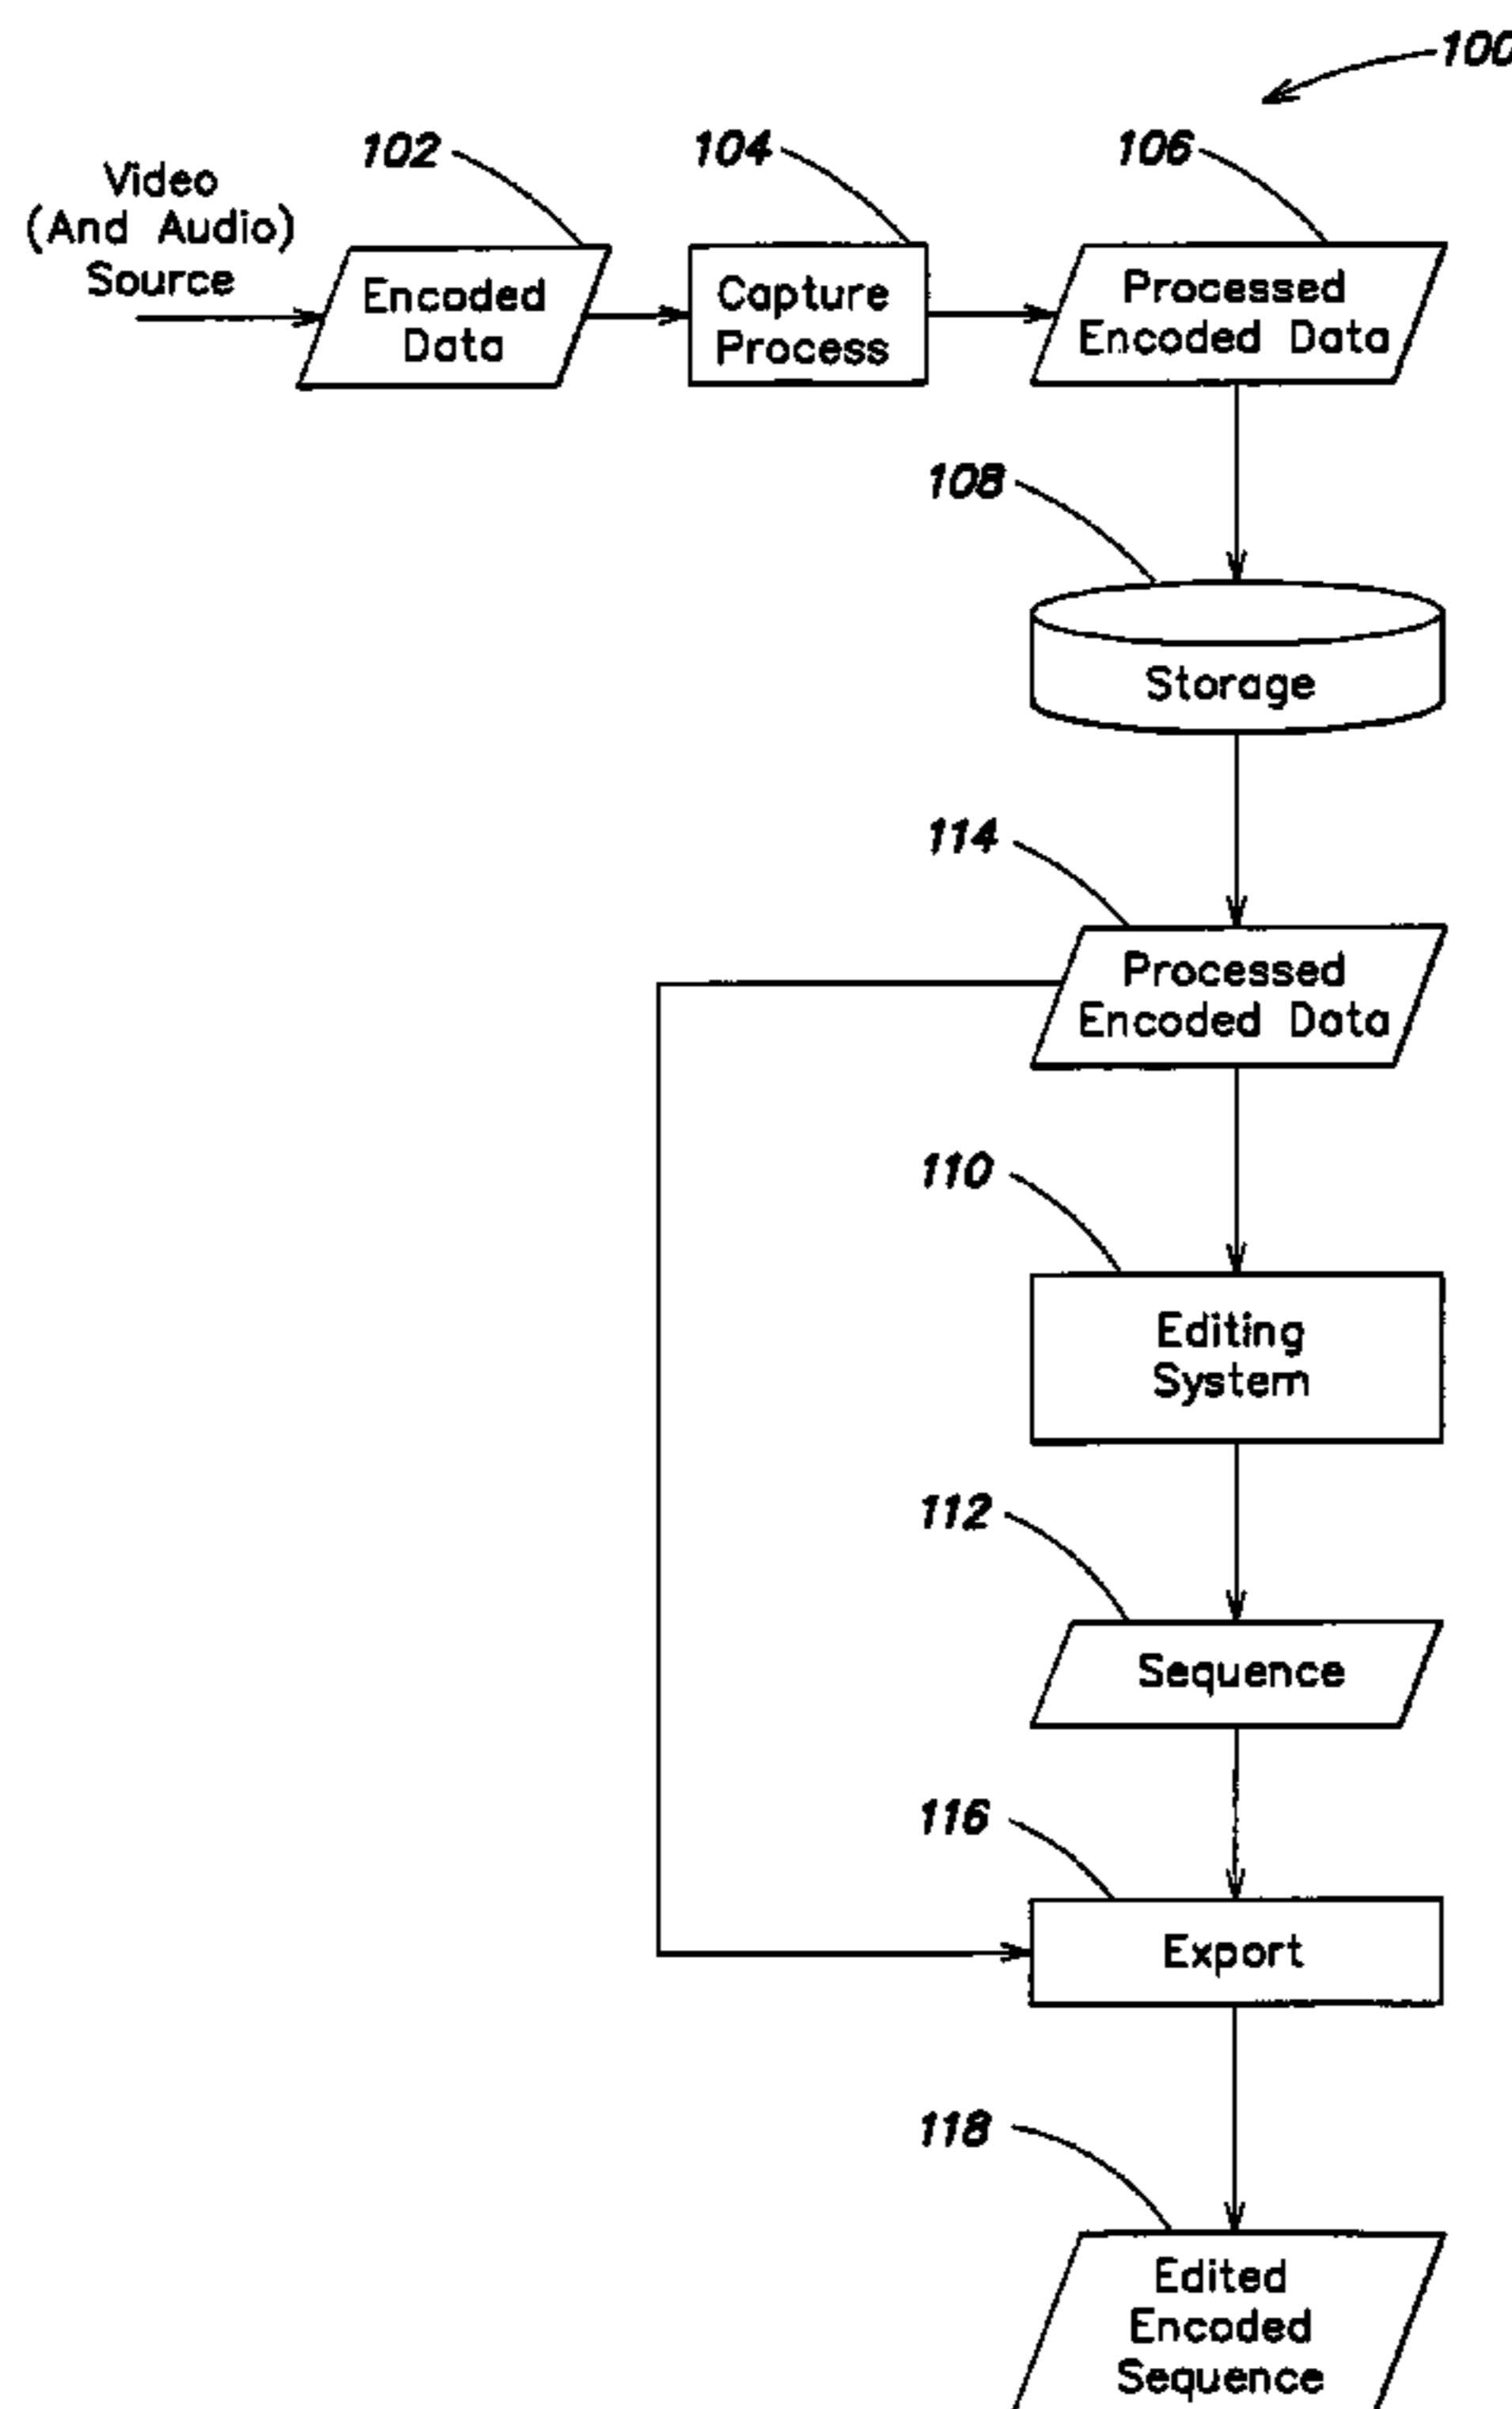 100
102
104
106
Video
(And Audio)
Source
Encoded
Data
Capture
Process
Processed
Encoded Data
108
Storage
114
Processed
Encoded Data
110
Editing
System
112
Sequence
116
Export
118
Edited
Encoded
Sequence